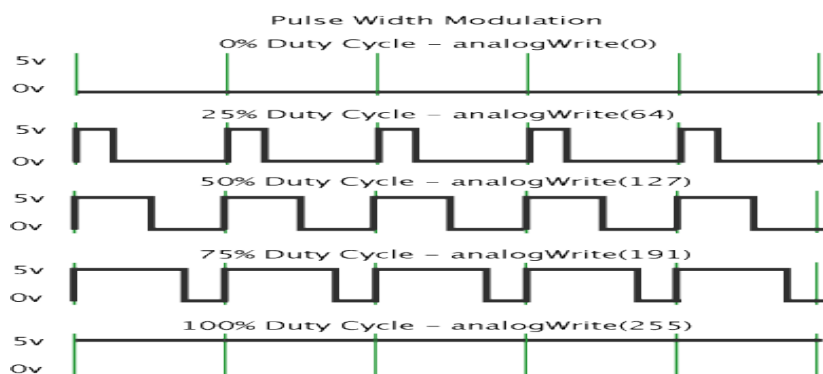 Pulse Width Modulation
0% Duty Cycle – analogWrite(0)
5v
0v
25% Duty Cycle – analogWrite(64)
5v
0v
50% Duty Cycle – analogWrite(127)
5v
0v
75% Duty Cycle – analogWrite(191)
5v
0v
100% Duty Cycle – analogWrite(255)
5v
0v